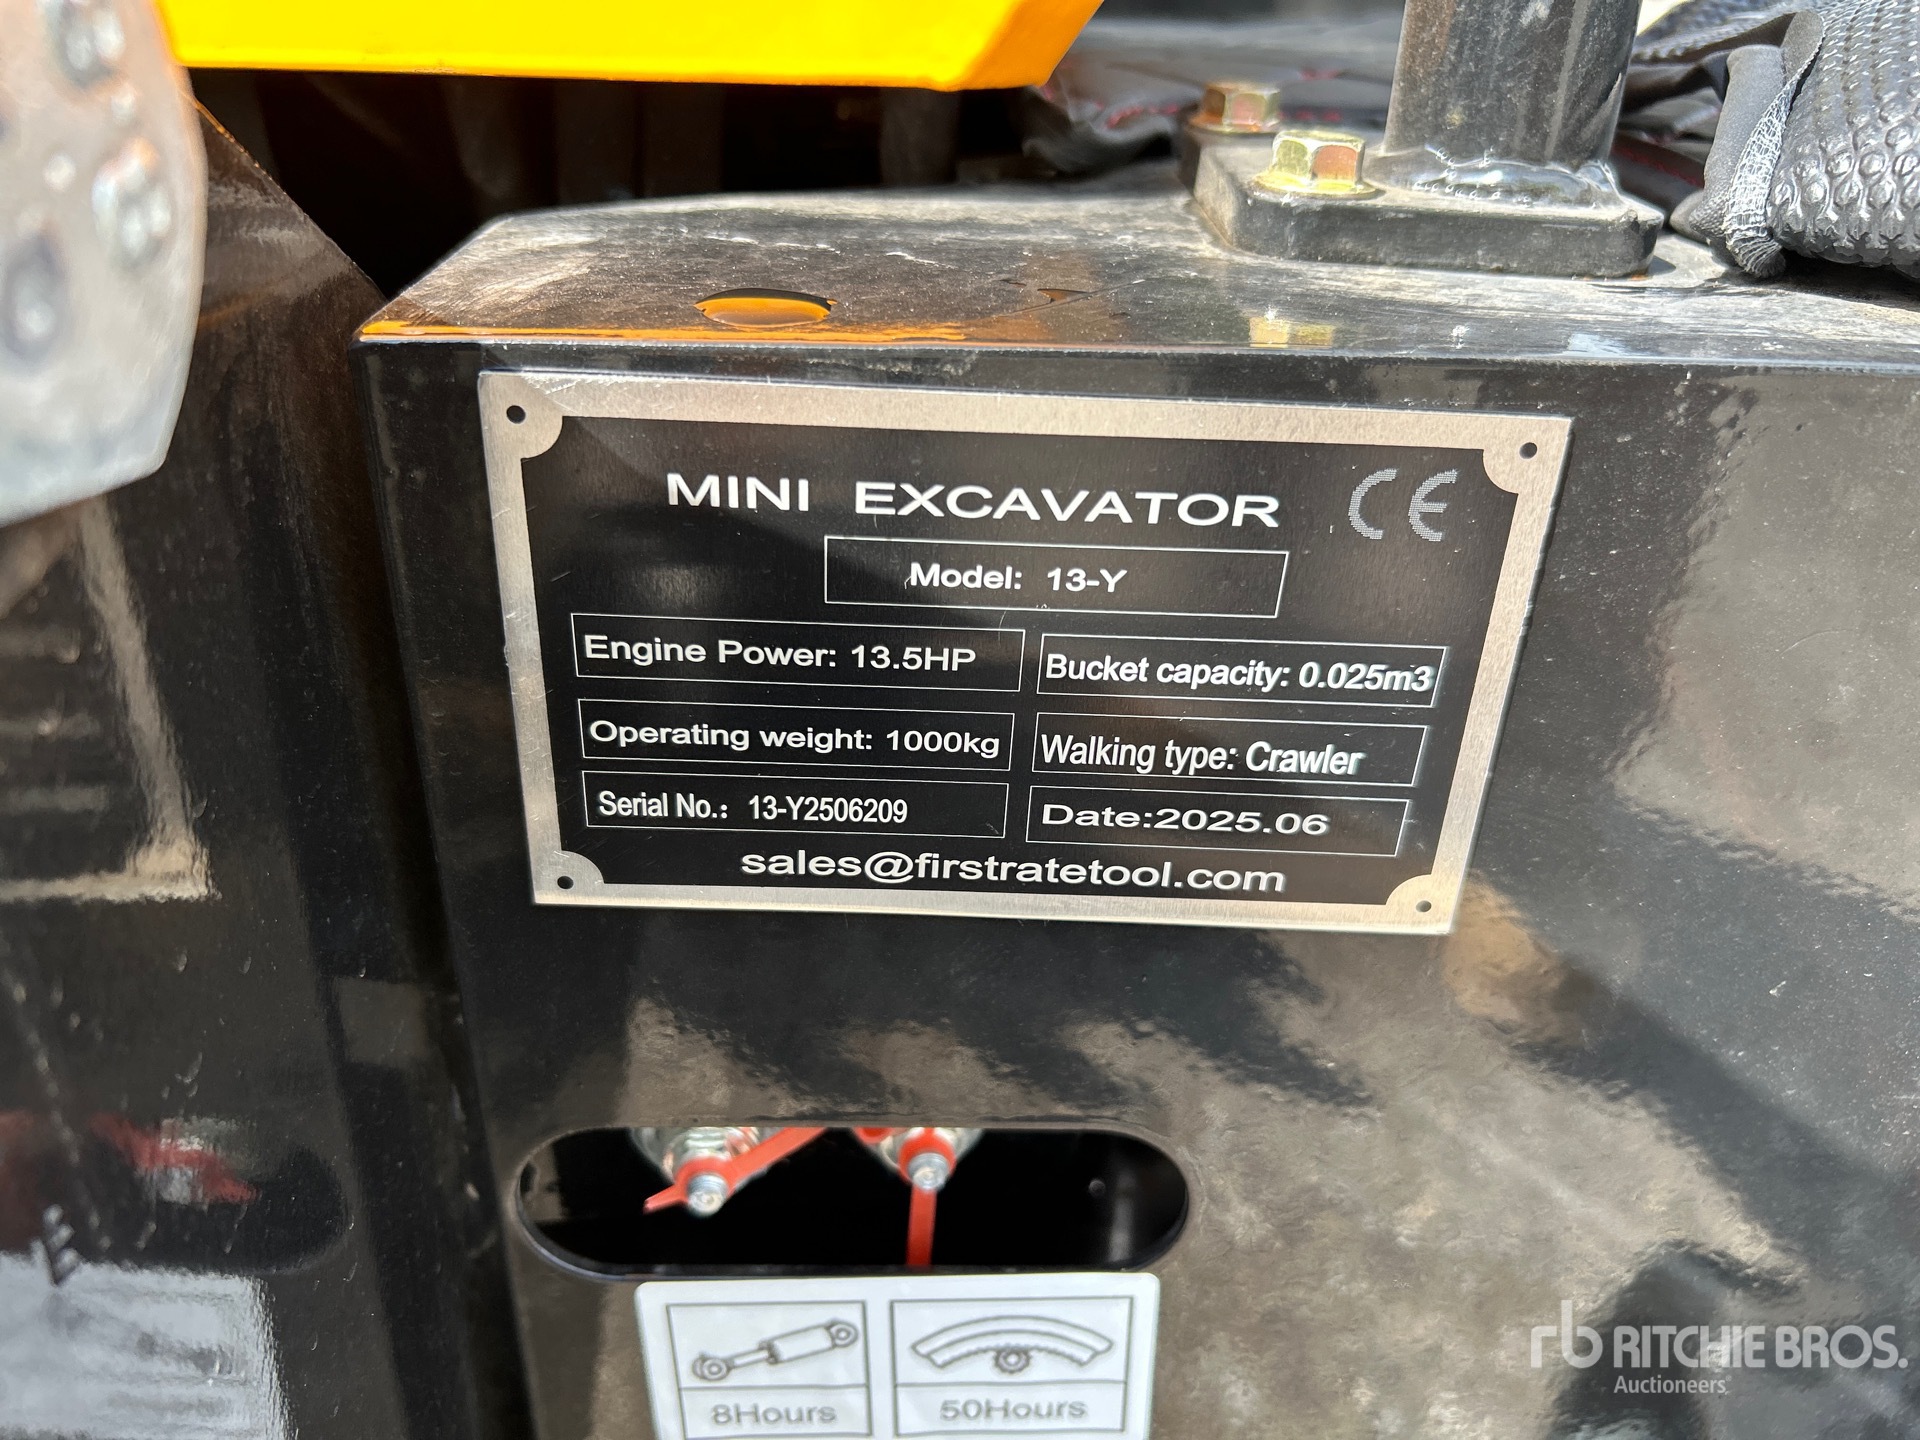 MINI EXCAVATOR CE
Model: 13-Y
Engine Power: 13.5HP
Bucket capacity: 0.025m3
Operating weight: 1000kg
Walking type: Crawler
Serial No.: 13-Y2506209
Date:2025.06
sales@firstratetool.com
8Hours
50Hours
rb RITCHIE BROS.
Auctioneers